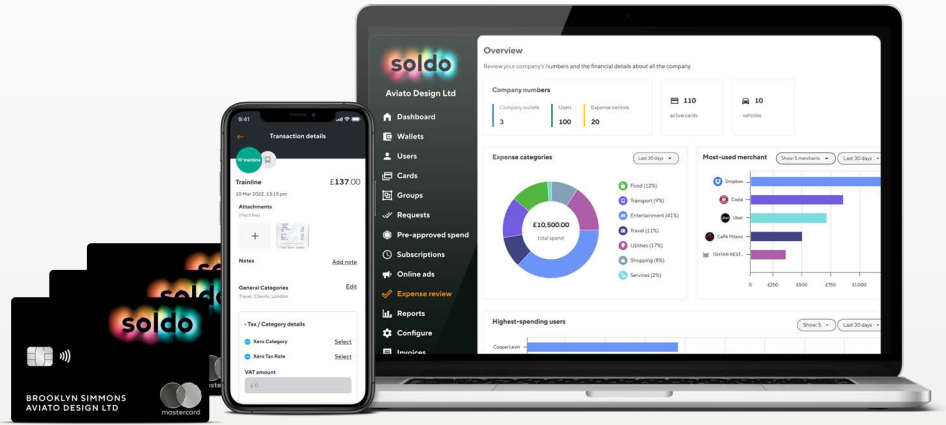 soldo
BROOKLYN SIMMONS
AVIATO DESIGN LTD
mastercard
9:41
Transaction details
trainline
Trainline
£137.00
10 Mar 2022, 13:15 pm
Attachments
Notes
Add note
General Categories
Edit
Travel, Clients, London
- Tax / Category details
Xero Category
Select
Xero Tax Rate
Select
VAT amount
£ 0
soldo
Aviato Design Ltd
Dashboard
Wallets
Users
Cards
Groups
Requests
Pre-approved spend
Subscriptions
Online ads
Expense review
Reports
Configure
Invoices
Overview
Review your company's numbers and the financial details about all the company
Company numbers
Company wallets
3
Users
100
Expense centres
20
110
active cards
10
vehicles
Expense categories
Last 30 days
£10,500.00
total spend
Food (12%)
Transport (9%)
Entertainment (41%)
Travel (11%)
Utilities (17%)
Shopping (8%)
Services (2%)
Most-used merchant
Show: 5 merchants
Last 30 days
Dropbox
Costa
Uber
Caffè Milano
ISHTAR REST...
0
£250
£500
£750
£1.000
Highest-spending users
Show: 5
Last 30 days
Cooper Levin